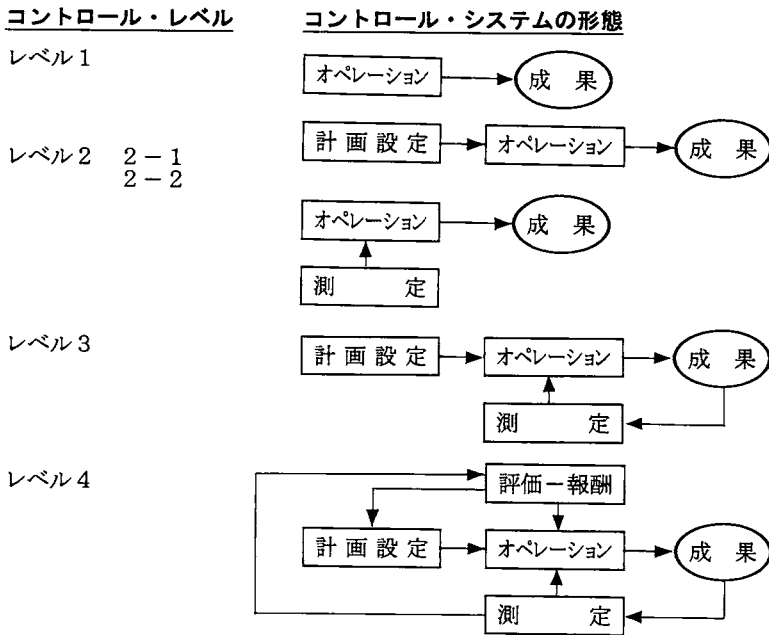 コントロール・レベル コントロール・システムの形態
レベル1
オペレーション 成果
レベル2 2-1
2-2
計画設定 オペレーション 成果
オペレーション 成果
測定
レベル3
計画設定 オペレーション 成果
測定
レベル4
評価-報酬
計画設定 オペレーション 成果
測定